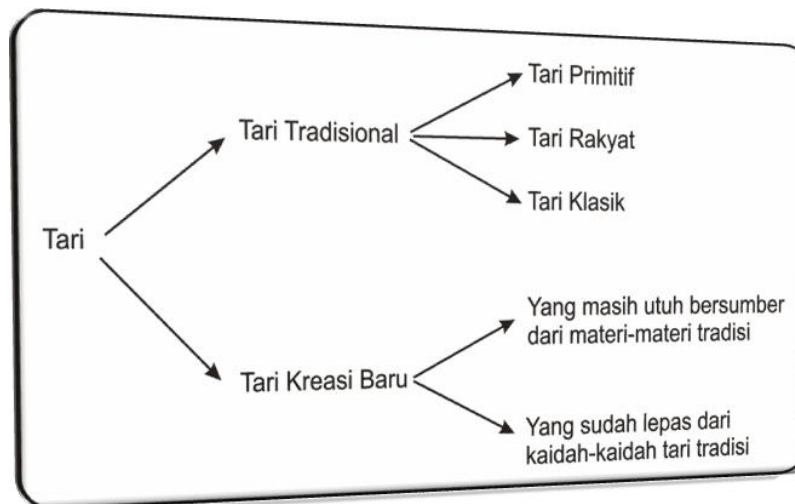 Tari
Tari Tradisional
Tari Primitif
Tari Rakyat
Tari Klasik
Tari Kreasi Baru
Yang masih utuh bersumber
dari materi-materi tradisi
Yang sudah lepas dari
kaidah-kaidah tari tradisi